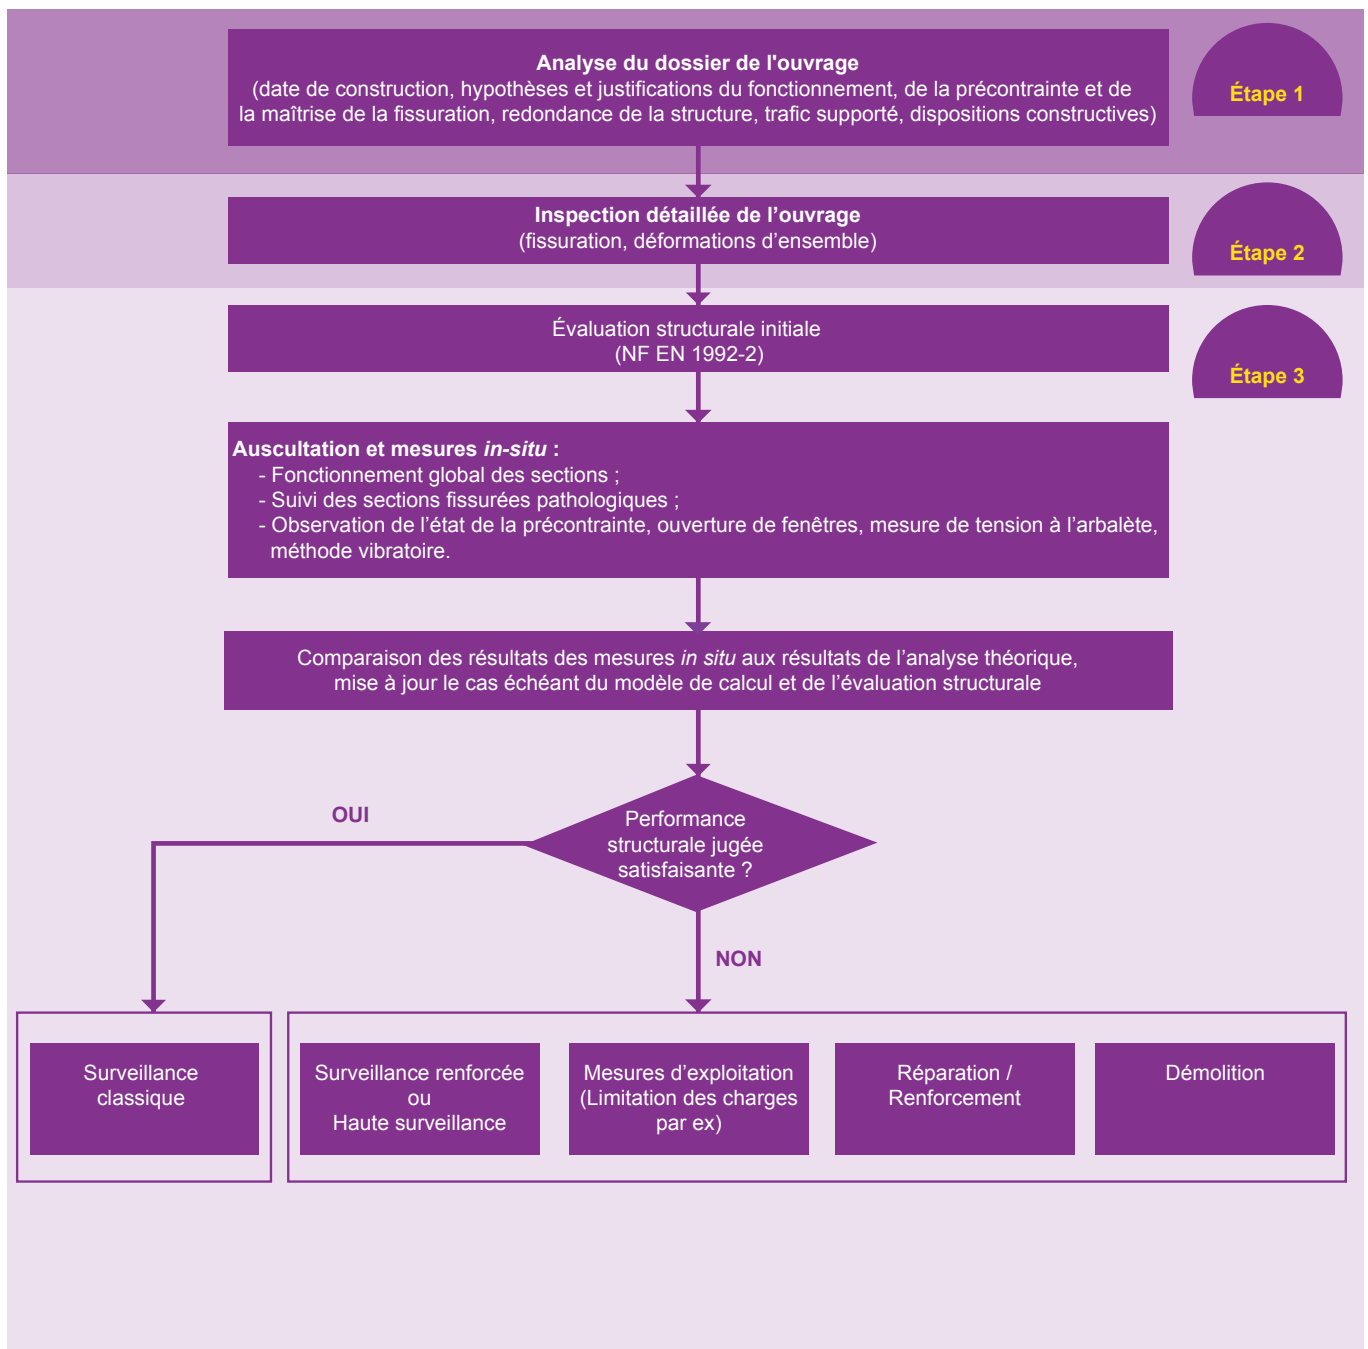 Analyse du dossier de l'ouvrage
(date de construction, hypothèses et justifications du fonctionnement, de la précontrainte et de
la maîtrise de la fissuration, redondance de la structure, trafic supporté, dispositions constructives)
Étape 1
Inspection détaillée de l’ouvrage
(fissuration, déformations d’ensemble)
Étape 2
Évaluation structurale initiale
(NF EN 1992-2)
Étape 3
Auscultation et mesures in-situ :
- Fonctionnement global des sections ;
- Suivi des sections fissurées pathologiques ;
- Observation de l’état de la précontrainte, ouverture de fenêtres, mesure de tension à l’arbalète,
méthode vibratoire.
Comparaison des résultats des mesures in situ aux résultats de l’analyse théorique,
mise à jour le cas échéant du modèle de calcul et de l’évaluation structurale
Performance
structurale jugée
satisfaisante ?
OUI
NON
Surveillance
classique
Surveillance renforcée
ou
Haute surveillance
Mesures d’exploitation
(Limitation des charges
par ex)
Réparation /
Renforcement
Démolition